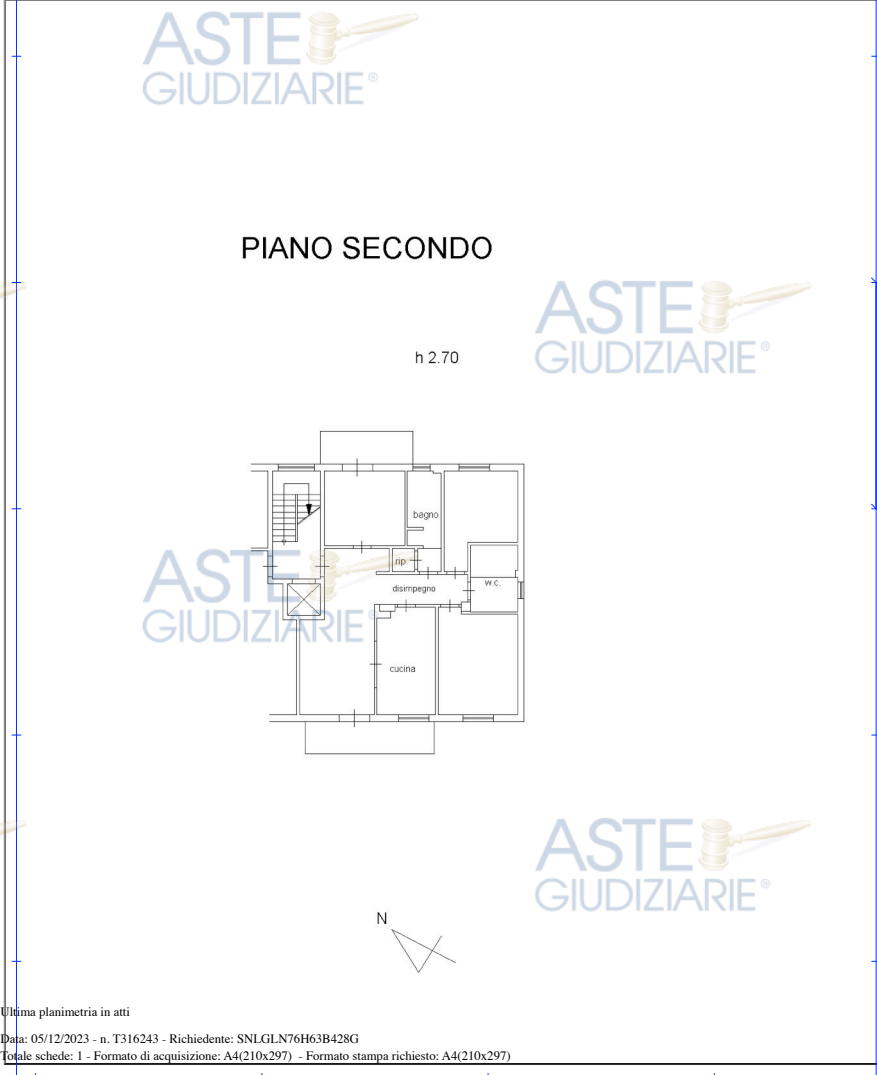 ASTE
GIUDIZIARIE®
PIANO SECONDO
ASTE
GIUDIZIARIE®
h 2.70
bagno
ASTE
GIUDIZIARIE®
rip
disimpegno
w.c.
cucina
ASTE
GIUDIZIARIE®
N
Ultima planimetria in atti
Data: 05/12/2023 - n. T316243 - Richiedente: SNLGLN76H63B428G
Totale schede: 1 - Formato di acquisizione: A4(210x297) - Formato stampa richiesto: A4(210x297)